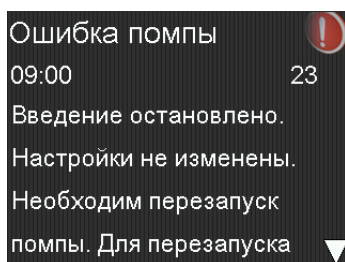 Ошибка помпы
09:00 23
Введение остановлено.
Настройки не изменены.
Необходим перезапуск
помпы. Для перезапуска